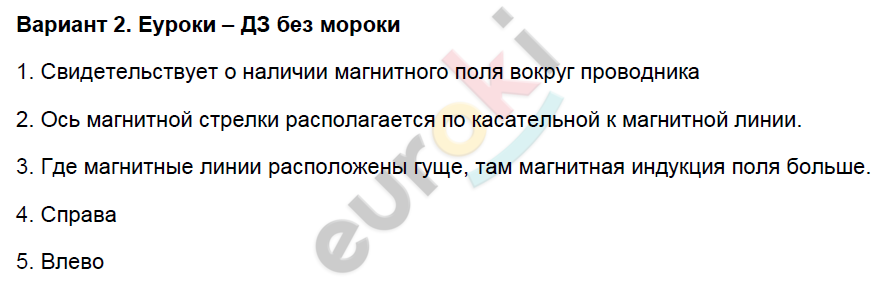 Вариант 2. Еуроки – ДЗ без мороки
1. Свидетельствует о наличии магнитного поля вокруг проводника
2. Ось магнитной стрелки располагается по касательной к магнитной линии.
3. Где магнитные линии расположены гуще, там магнитная индукция поля больше.
4. Справа
5. Влево
euroki